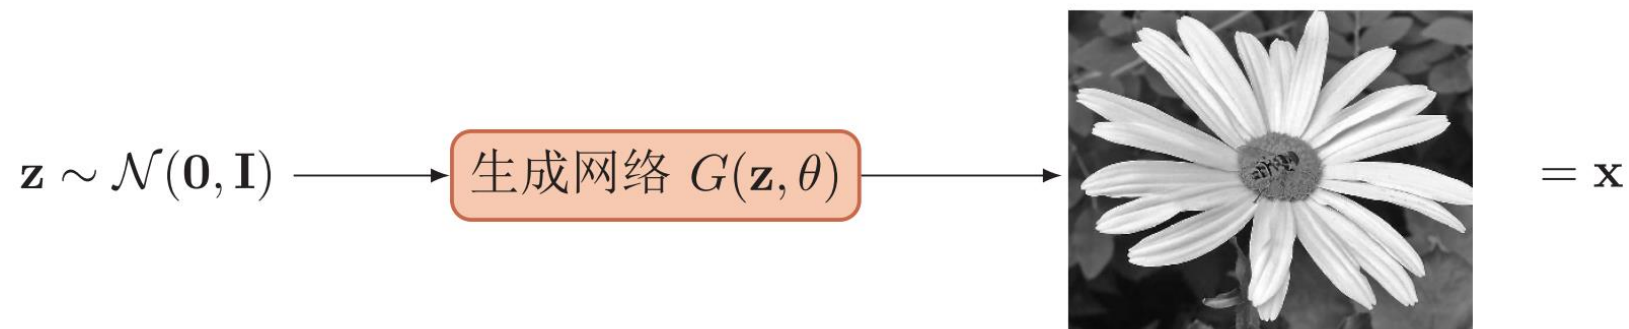 z ∼ 𝒩(0, I) 生成网络 G(z, θ) = x